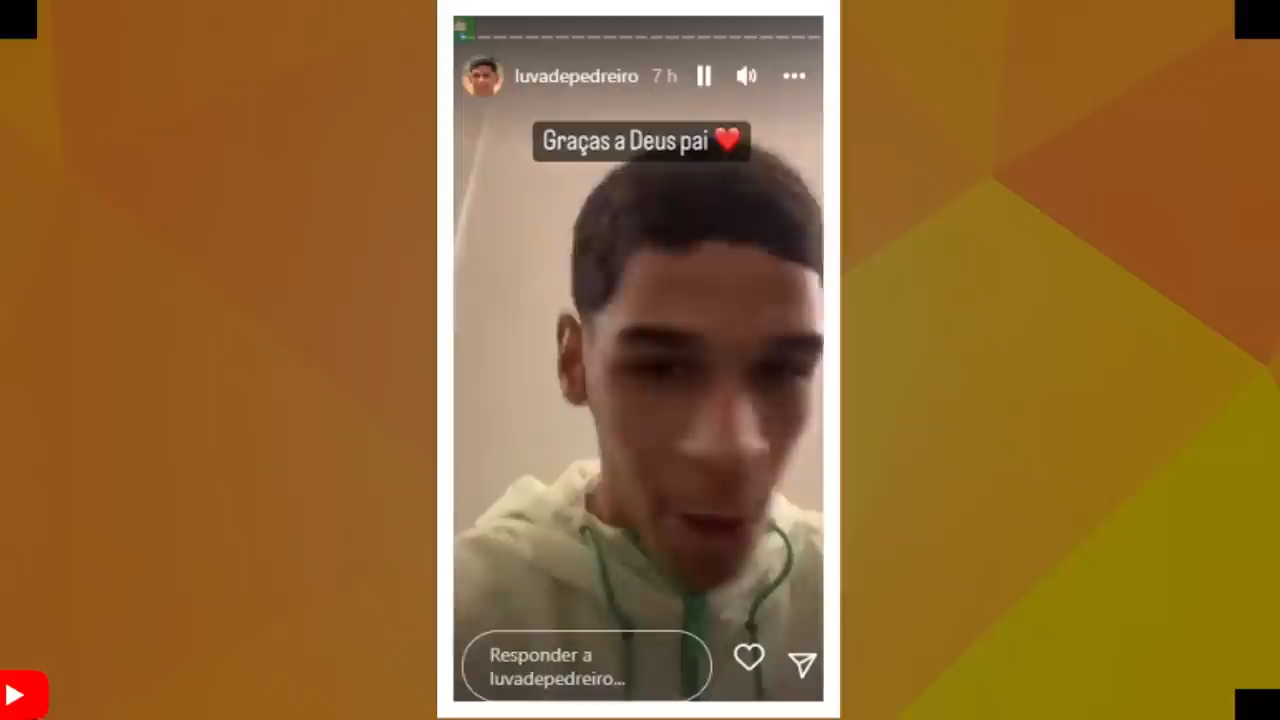 luvadepedreiro 7 h
Graças a Deus pai ❤️
Responder a
luvadepedreiro...